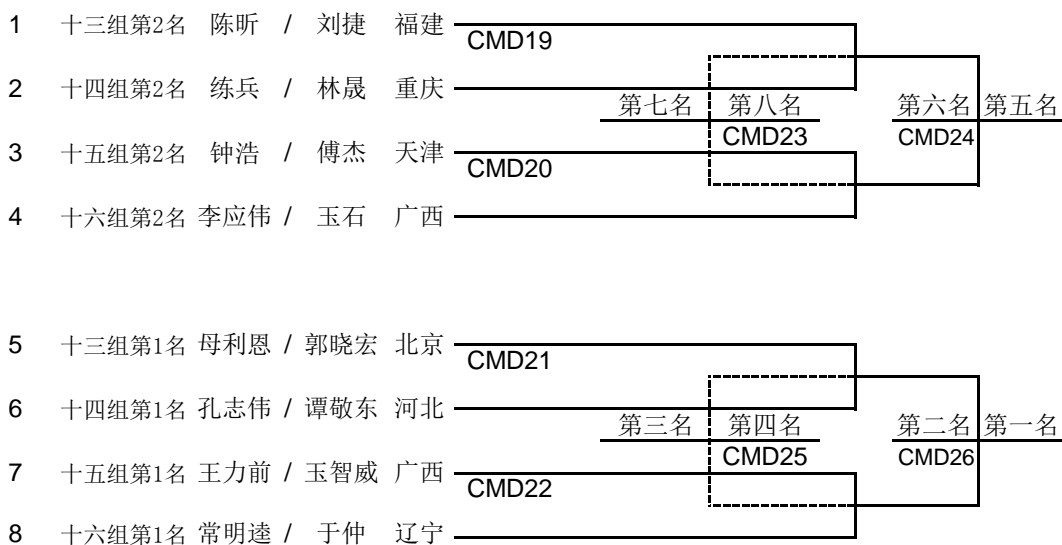 1 十三组第2名 陈昕 / 刘捷 福建
CMD19
2 十四组第2名 练兵 / 林晟 重庆
第七名 第八名 第六名 第五名
CMD23 CMD24
3 十五组第2名 钟浩 / 傅杰 天津
CMD20
4 十六组第2名 李应伟 / 玉石 广西
5 十三组第1名 母利恩 / 郭晓宏 北京
CMD21
6 十四组第1名 孔志伟 / 谭敬东 河北
第三名 第四名 第二名 第一名
CMD25 CMD26
7 十五组第1名 王力前 / 玉智威 广西
CMD22
8 十六组第1名 常明逵 / 于仲 辽宁